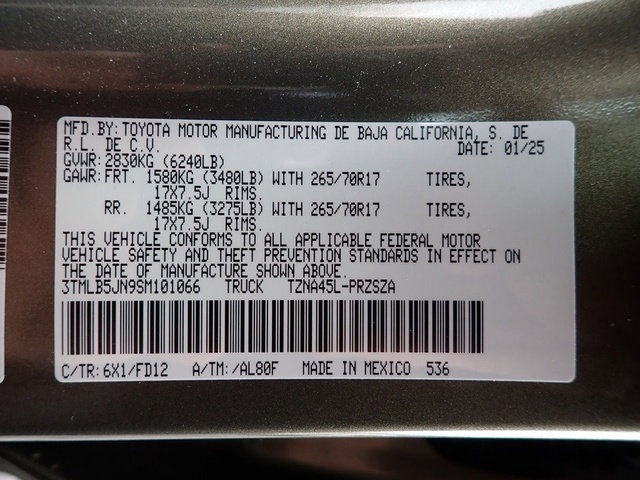 MFD.BY: TOYOTA MOTOR MANUFACTURING DE BAJA CALIFORNIA, S. DE
R.L. DE C.V. DATE: 01/25
GVWR: 2830KG (6240LB)
GAWR: FRT. 1580KG (3480LB) WITH 265/70R17 TIRES,
17X7.5J RIMS.
RR. 1485KG (3275LB) WITH 265/70R17 TIRES,
17X7.5J RIMS.
THIS VEHICLE CONFORMS TO ALL APPLICABLE FEDERAL MOTOR
VEHICLE SAFETY AND THEFT PREVENTION STANDARDS IN EFFECT ON
THE DATE OF MANUFACTURE SHOWN ABOVE.
3TMLB5JN9SM101066 TRUCK TZNA45L-PRZSZA
C/TR: 6X1/FD12 A/TM: /AL80F MADE IN MEXICO 536